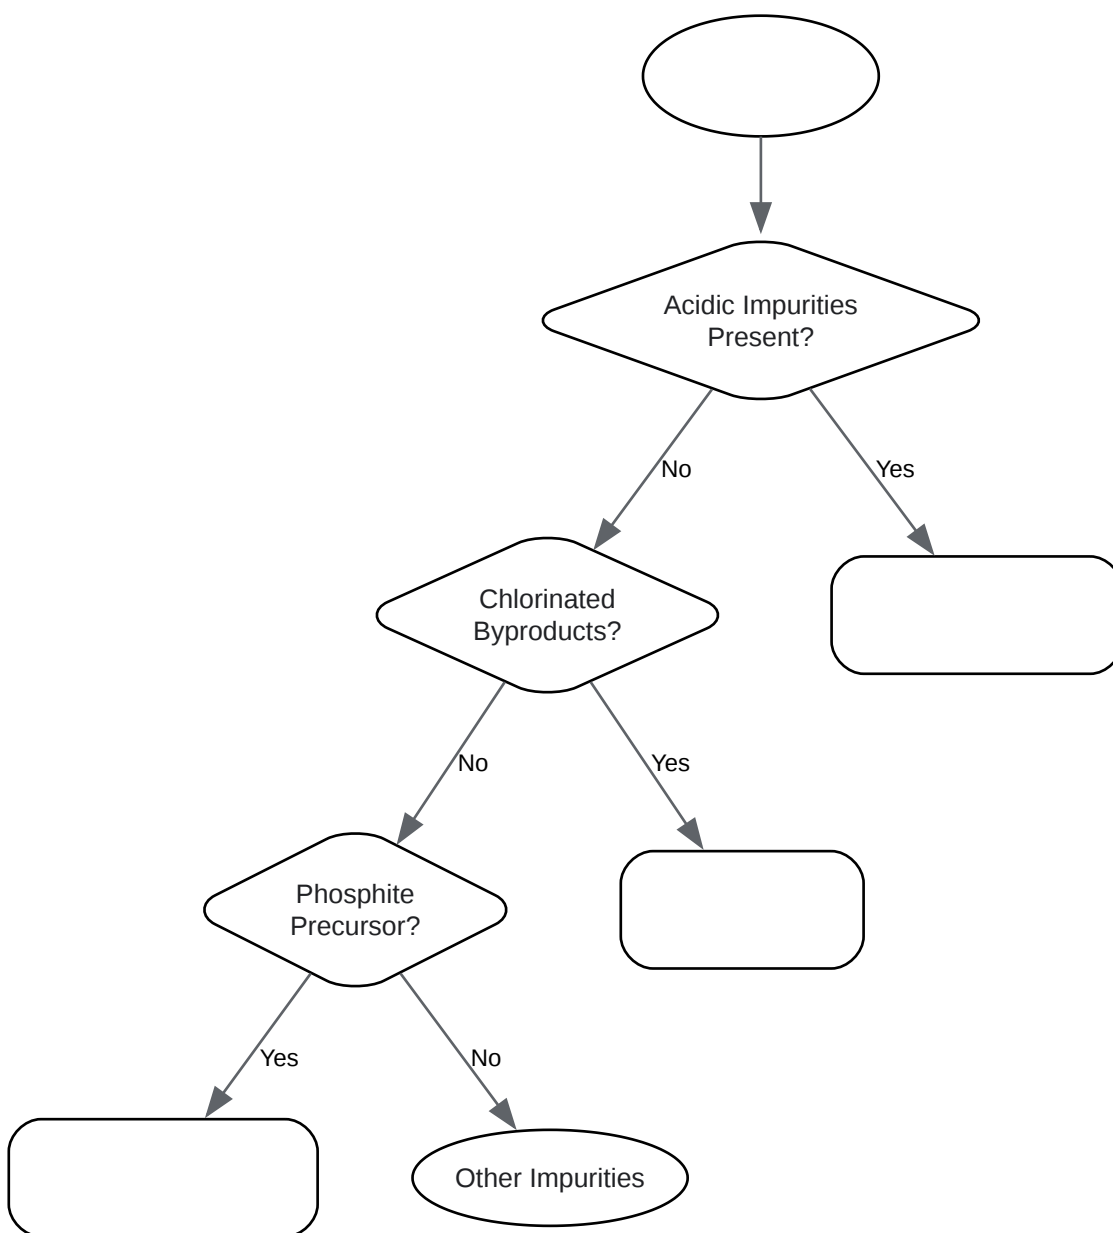 Acidic Impurities
Present?
No
Yes
Chlorinated
Byproducts?
No
Yes
Phosphite
Precursor?
Yes
No
Other Impurities